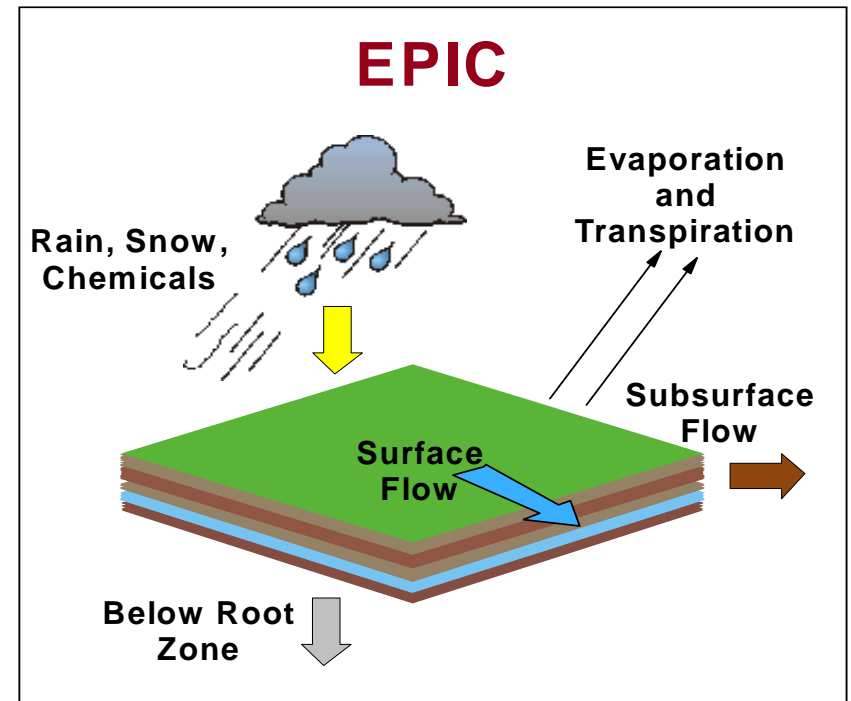 EPIC
Evaporation
and
Transpiration
Rain, Snow,
Chemicals
Subsurface
Flow
Surface
Flow
Below Root
Zone